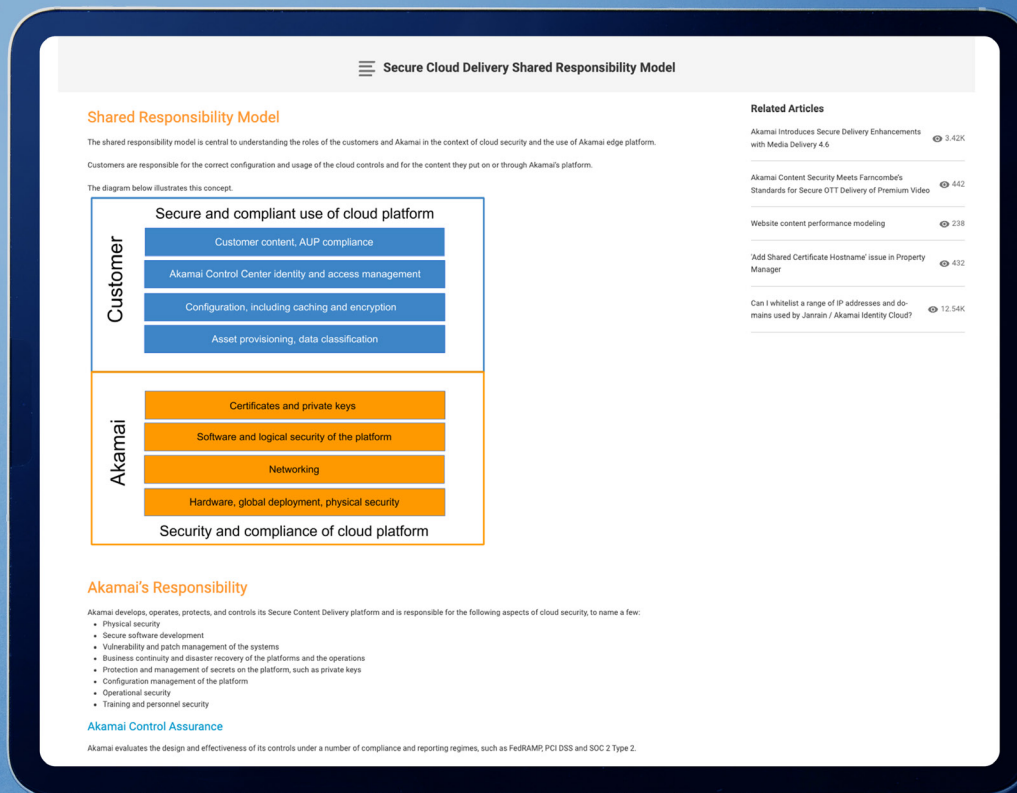 Secure Cloud Delivery Shared Responsibility Model
Shared Responsibility Model
The shared responsibility model is central to understanding the roles of the customers and Akamai in the context of cloud security and the use of Akamai edge platform.
Customers are responsible for the correct configuration and usage of the cloud controls and for the content they put on or through Akamai's platform.
The diagram below illustrates this concept.
Secure and compliant use of cloud platform
Customer
Customer content, AUP compliance
Akamai Control Center identity and access management
Configuration, including caching and encryption
Asset provisioning, data classification
Akamai
Certificates and private keys
Software and logical security of the platform
Networking
Hardware, global deployment, physical security
Security and compliance of cloud platform
Akamai's Responsibility
Akamai develops, operates, protects, and controls its Secure Content Delivery platform and is responsible for the following aspects of cloud security, to name a few:
• Physical security
• Secure software development
• Vulnerability and patch management of the systems
• Business continuity and disaster recovery of the platforms and the operations
• Protection and management of secrets on the platform, such as private keys
• Configuration management of the platform
• Operational security
• Training and personnel security
Akamai Control Assurance
Akamai evaluates the design and effectiveness of its controls under a number of compliance and reporting regimes, such as FedRAMP, PCI DSS and SOC 2 Type 2.
Related Articles
Akamai Introduces Secure Delivery Enhancements
with Media Delivery 4.6
3.42K
Akamai Content Security Meets Farncombe's
Standards for Secure OTT Delivery of Premium Video
442
Website content performance modeling
238
'Add Shared Certificate Hostname' issue in Property
Manager
432
Can I whitelist a range of IP addresses and do-
mains used by Janrain / Akamai Identity Cloud?
12.54K